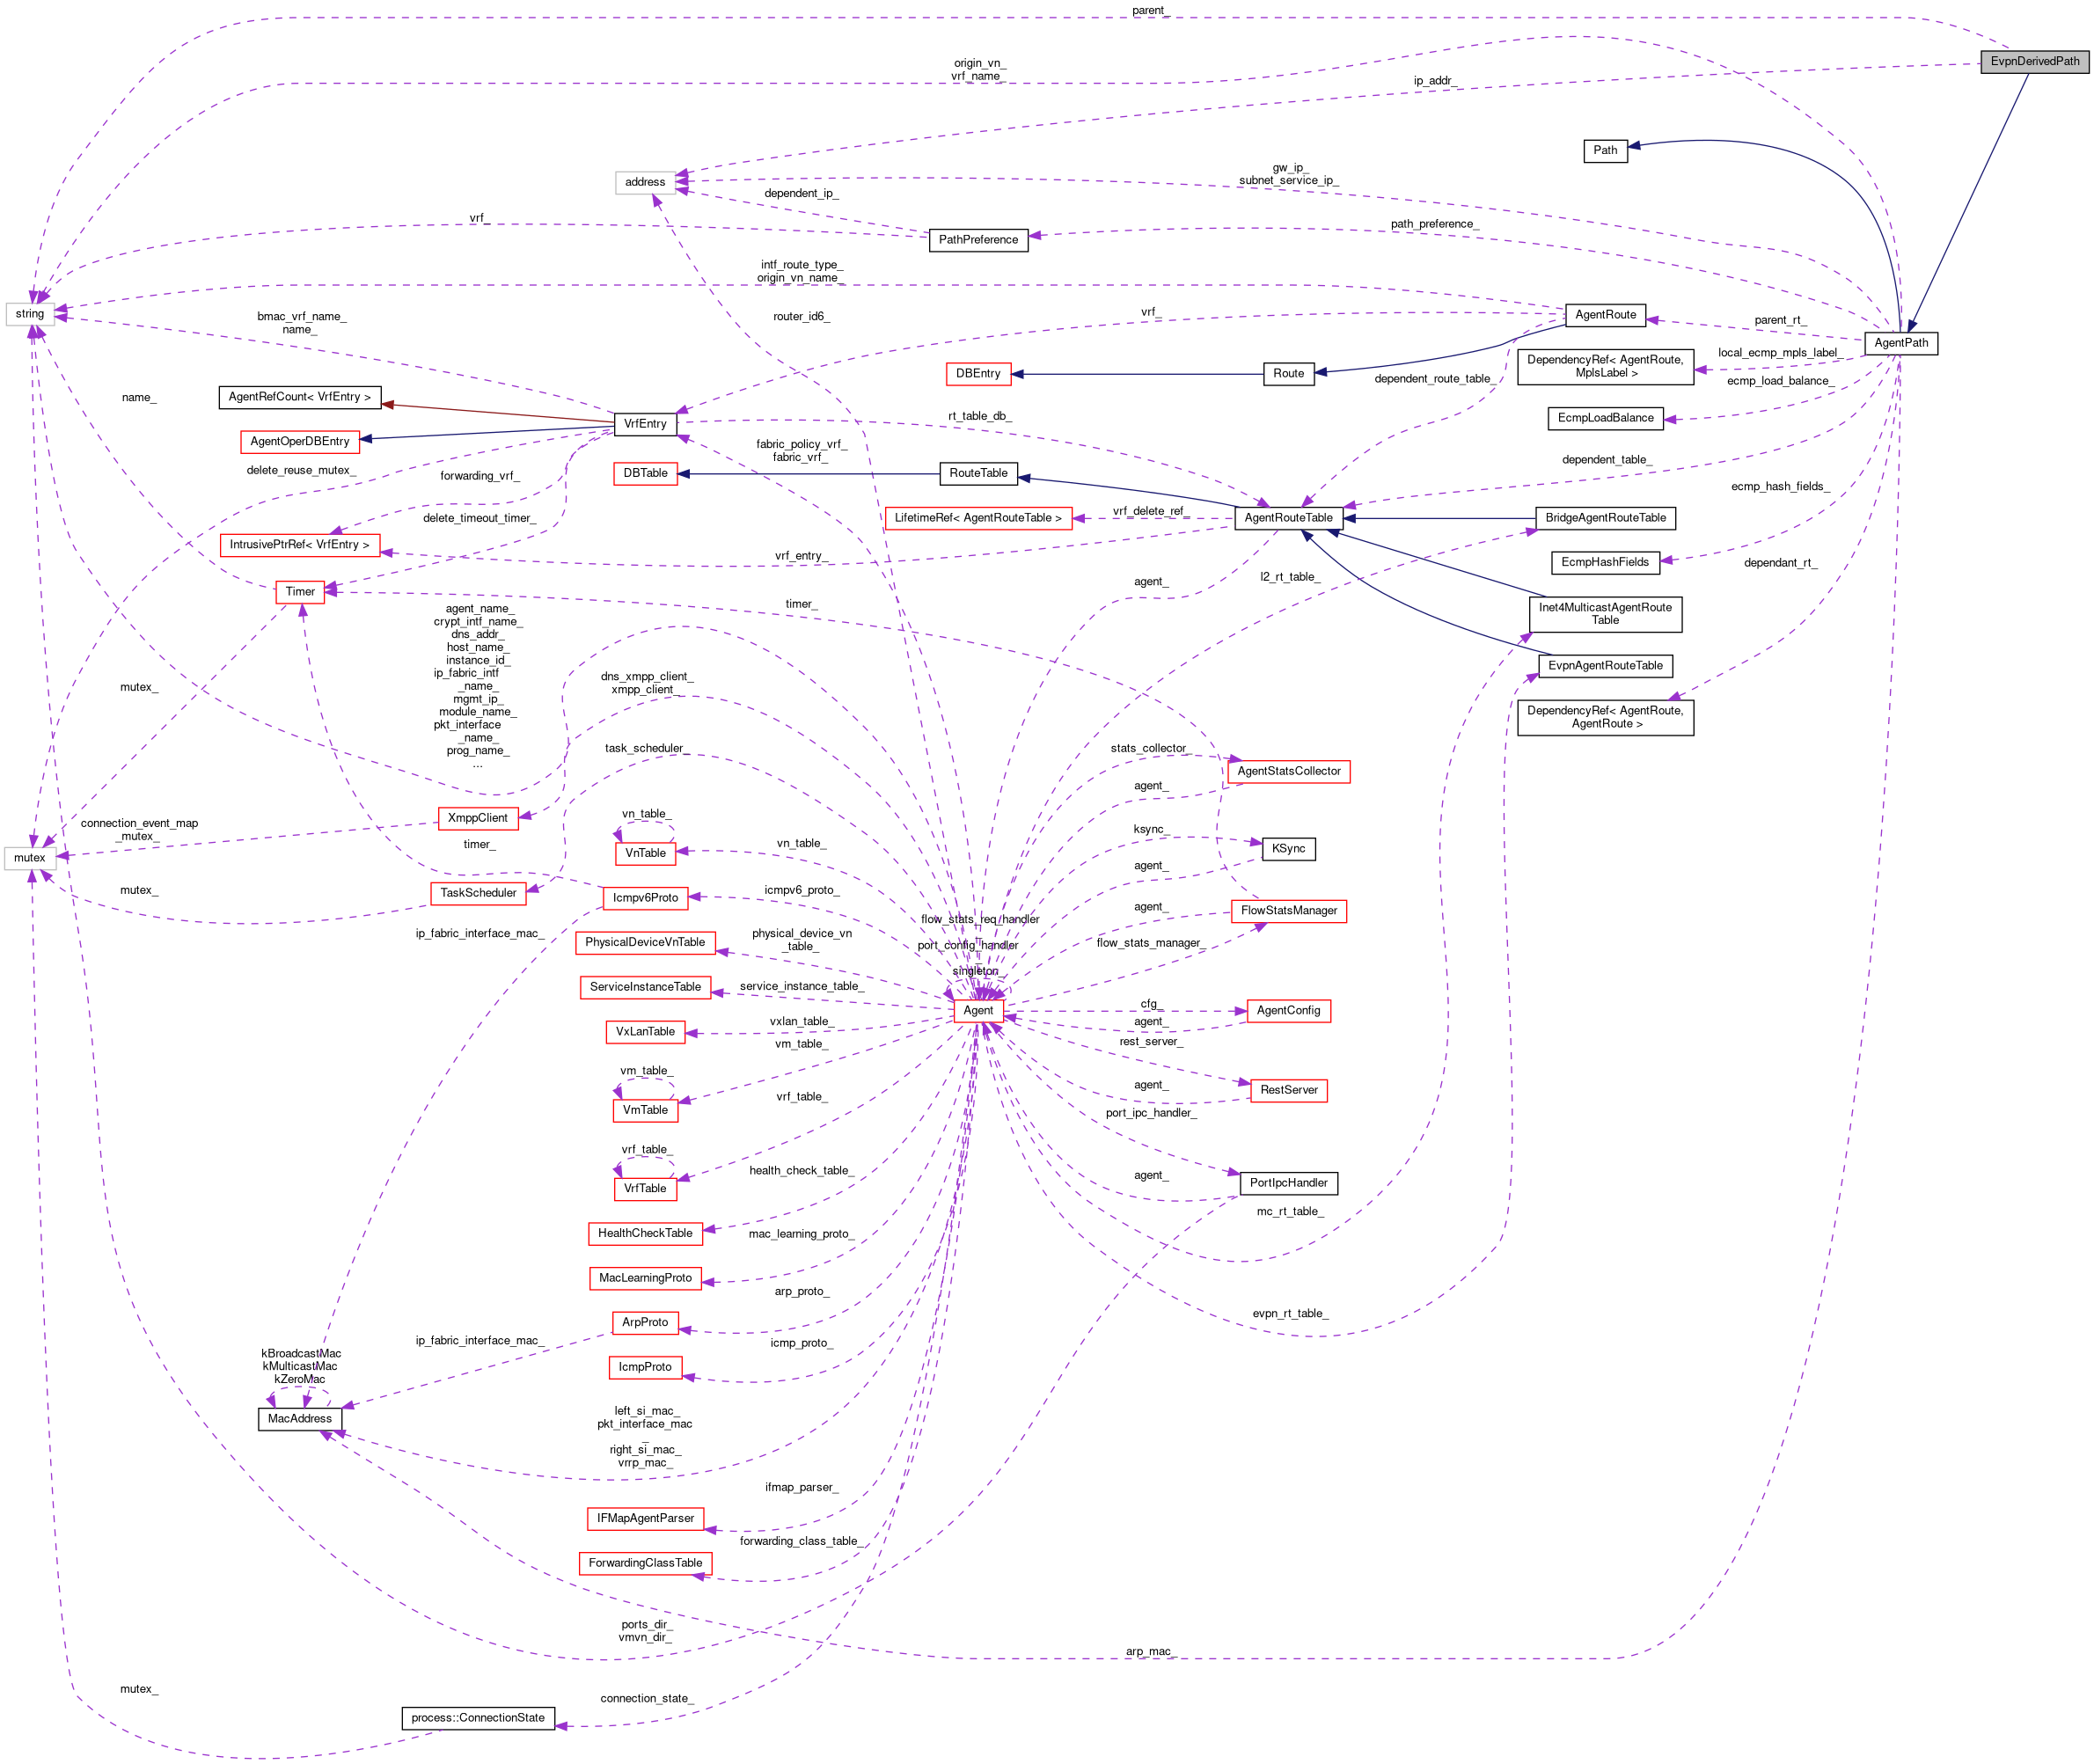 parent_
EvpnDerivedPath
origin_vn_
vrf_name_
ip_addr_
Path
address
gw_ip_
subnet_service_ip_
dependent_ip_
vrf_
PathPreference
path_preference_
intf_route_type_
origin_vn_name_
string
bmac_vrf_name_
name_
router_id6_
vrf_
AgentRoute
parent_rt_
AgentPath
DependencyRef< AgentRoute,
MplsLabel >
local_ecmp_mpls_label_
DBEntry
Route
dependent_route_table_
ecmp_load_balance_
AgentRefCount< VrfEntry >
name_
VrfEntry
rt_table_db_
EcmpLoadBalance
AgentOperDBEntry
fabric_policy_vrf_
fabric_vrf_
delete_reuse_mutex_
forwarding_vrf_
DBTable
RouteTable
dependent_table_
ecmp_hash_fields_
delete_timeout_timer_
LifetimeRef< AgentRouteTable >
vrf_delete_ref_
AgentRouteTable
BridgeAgentRouteTable
IntrusivePtrRef< VrfEntry >
vrf_entry_
EcmpHashFields
dependant_rt_
Timer
agent_
l2_rt_table_
timer_
Inet4MulticastAgentRoute
Table
agent_name_
crypt_intf_name_
dns_addr_
host_name_
instance_id_
ip_fabric_intf
_name_
mgmt_ip_
module_name_
pkt_interface
_name_
prog_name_
...
EvpnAgentRouteTable
mutex_
dns_xmpp_client_
xmpp_client_
DependencyRef< AgentRoute,
AgentRoute >
task_scheduler_
stats_collector_
AgentStatsCollector
agent_
XmppClient
connection_event_map
_mutex_
vn_table_
VnTable
vn_table_
ksync_
KSync
mutex
timer_
agent_
mutex_
TaskScheduler
Icmpv6Proto
icmpv6_proto_
agent_
FlowStatsManager
flow_stats_req_handler
_
port_config_handler
_
singleton_
ip_fabric_interface_mac_
PhysicalDeviceVnTable
physical_device_vn
_table_
flow_stats_manager_
ServiceInstanceTable
service_instance_table_
Agent
cfg_
AgentConfig
agent_
VxLanTable
vxlan_table_
vm_table_
rest_server_
vm_table_
VmTable
agent_
RestServer
vrf_table_
port_ipc_handler_
vrf_table_
VrfTable
health_check_table_
agent_
PortIpcHandler
mc_rt_table_
HealthCheckTable
mac_learning_proto_
MacLearningProto
arp_proto_
evpn_rt_table_
ArpProto
ip_fabric_interface_mac_
icmp_proto_
IcmpProto
kBroadcastMac
kMulticastMac
kZeroMac
MacAddress
left_si_mac_
pkt_interface_mac
_
right_si_mac_
vrrp_mac_
ifmap_parser_
IFMapAgentParser
forwarding_class_table_
ForwardingClassTable
ports_dir_
vmvn_dir_
arp_mac_
mutex_
connection_state_
process::ConnectionState